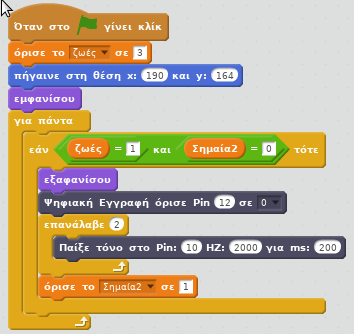 Όταν στο γίνει κλίκ
όρισε το ζωές σε 3
πήγαινε στη θέση x: 190 και y: 164
εμφανίσου
για πάντα
εάν ζωές = 1 και Σημαία2 = 0 τότε
εξαφανίσου
Ψηφιακή Εγγραφή όρισε Pin 12 σε 0
επανάλαβε 2
Παίξε τόνο στο Pin: 10 HZ: 2000 για ms: 200
όρισε το Σημαία2 σε 1